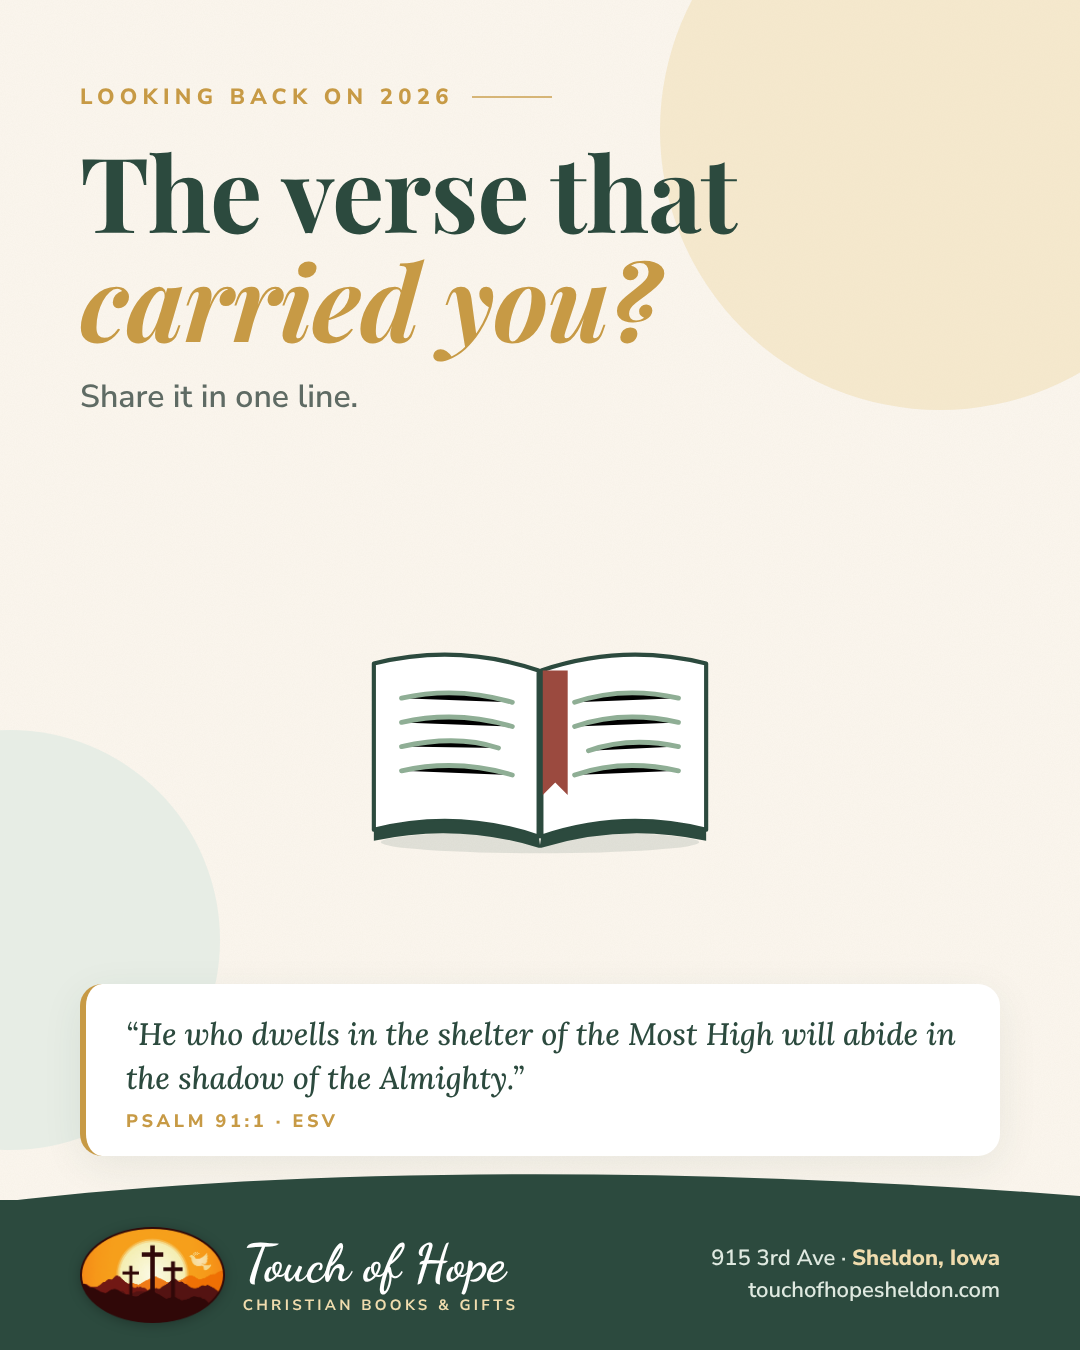 LOOKING BACK ON 2026
The verse that
carried you?
Share it in one line.
“He who dwells in the shelter of the Most High will abide in
the shadow of the Almighty.”
PSALM 91:1 · ESV
Touch of Hope
CHRISTIAN BOOKS & GIFTS
915 3rd Ave · Sheldon, Iowa
touchofhopesheldon.com